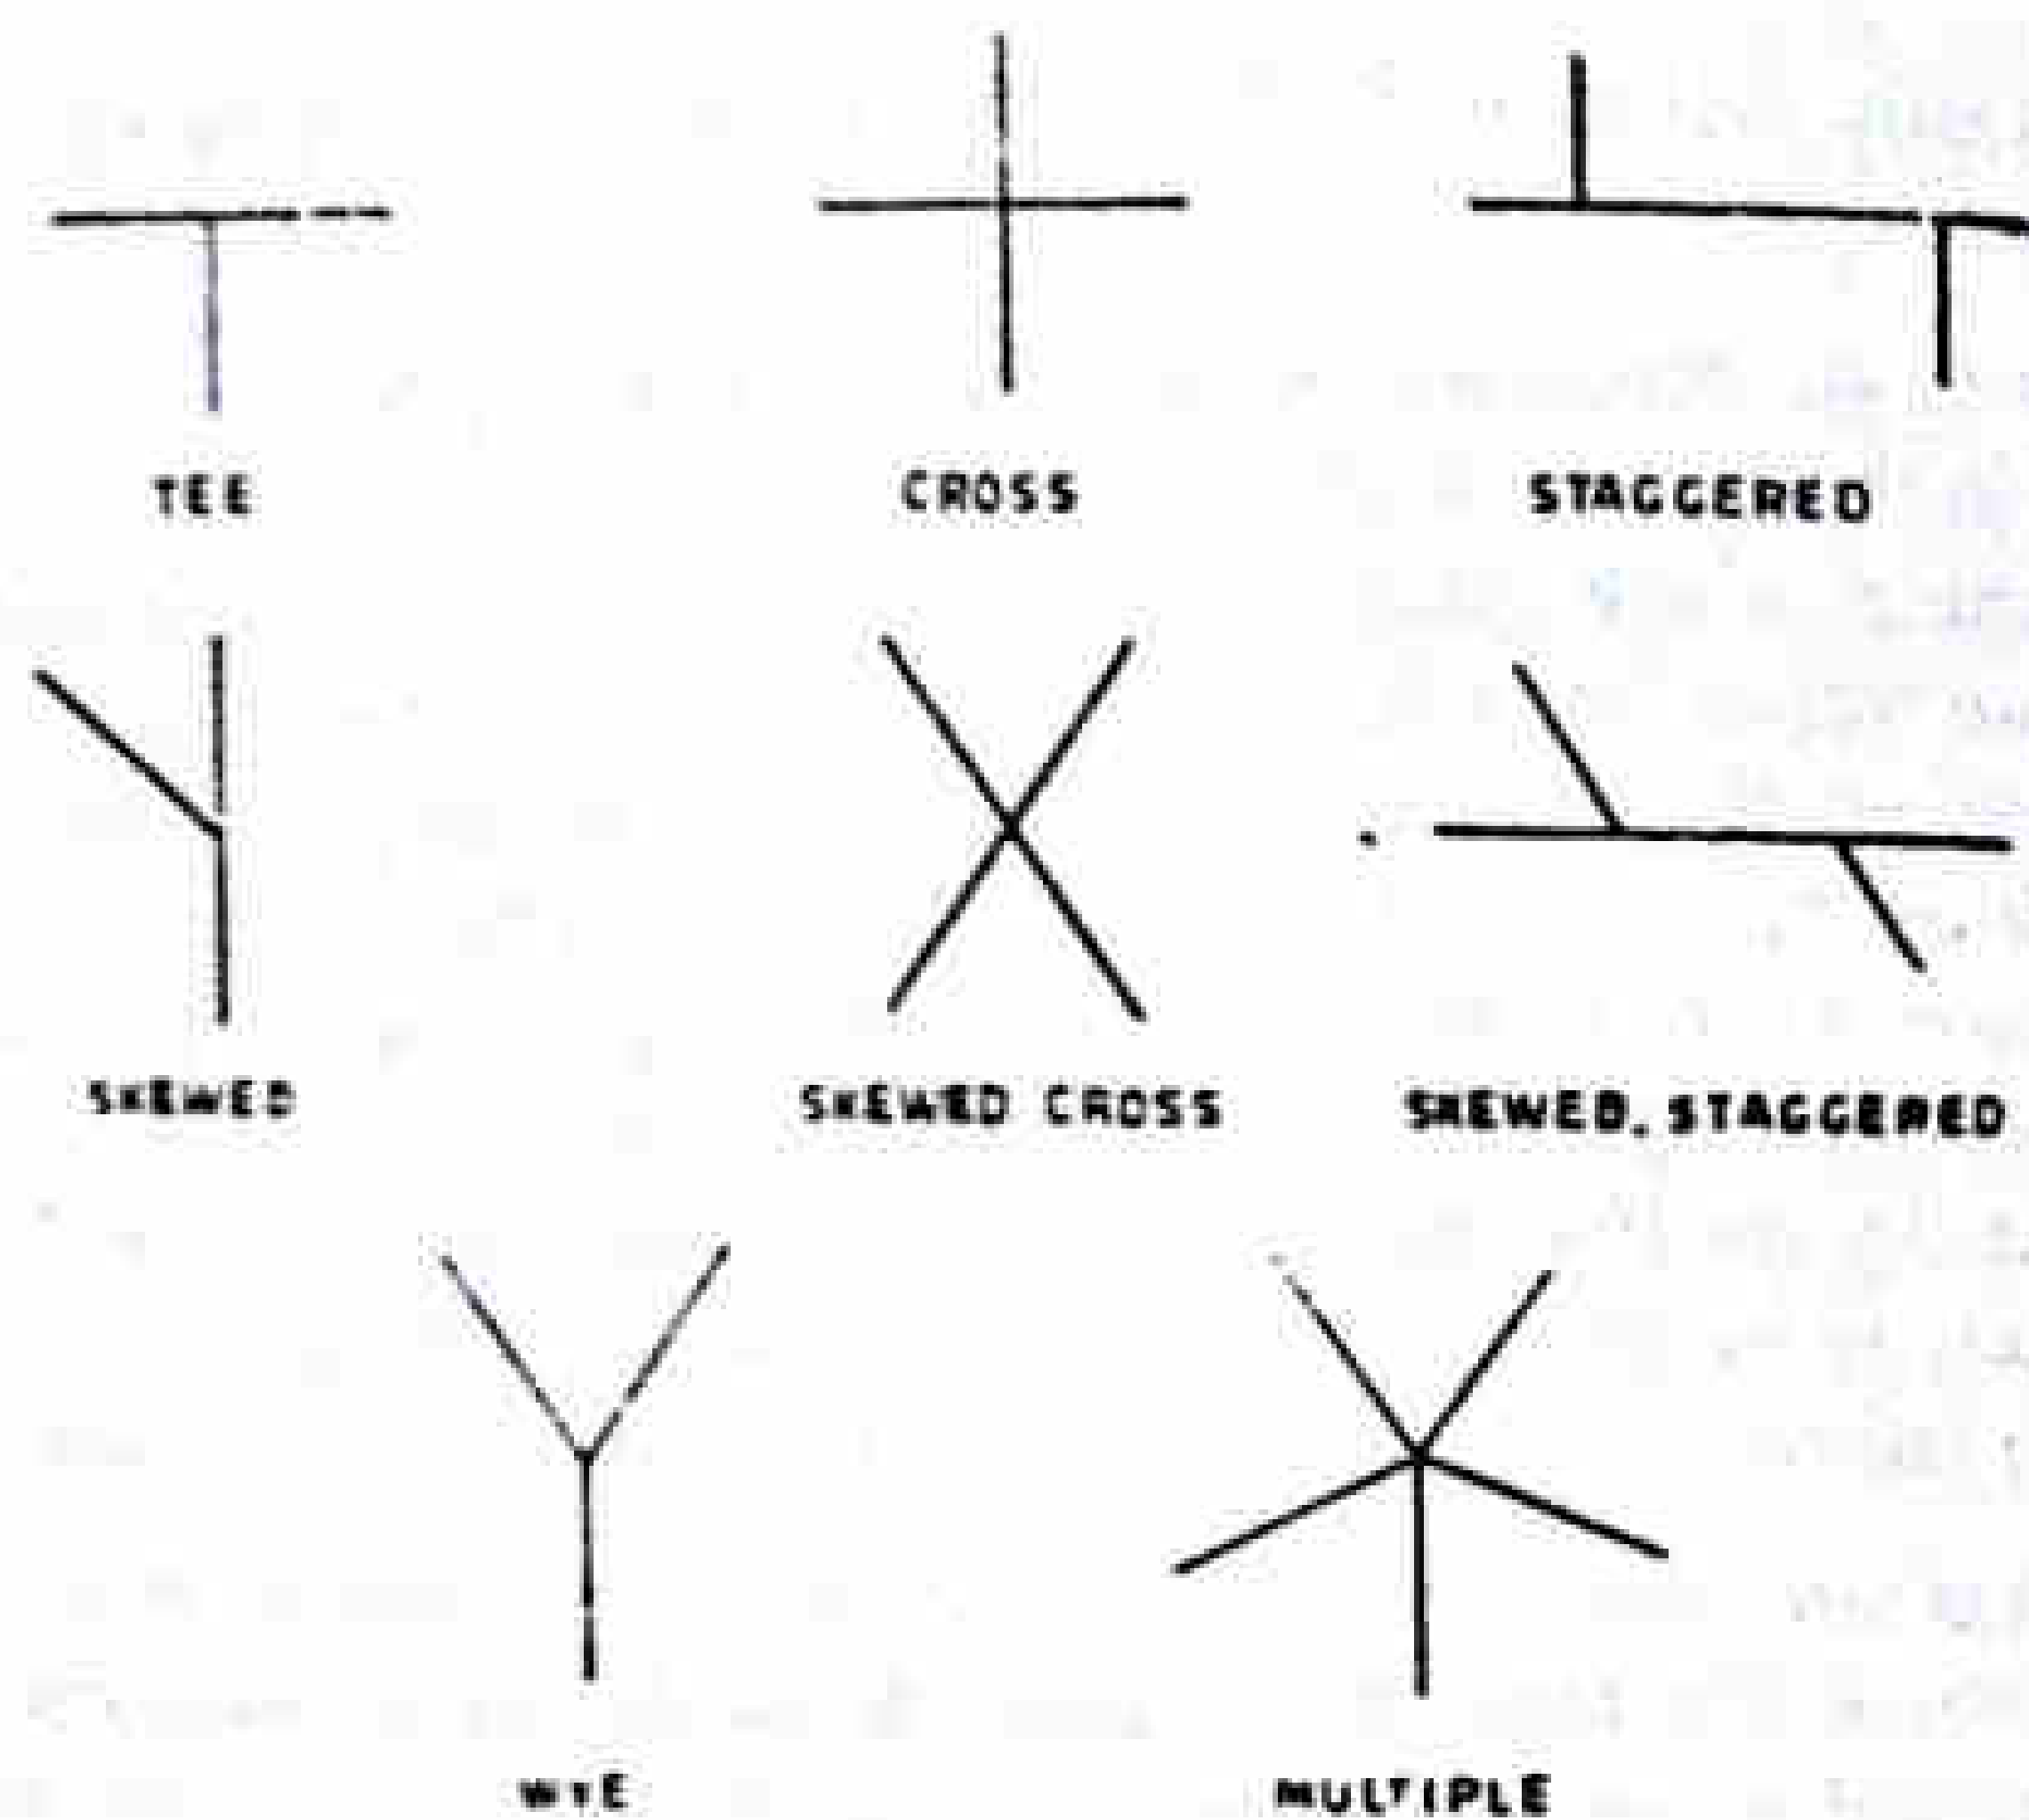 TEE
CROSS
STAGGERED
SKEWED
SKEWED CROSS
SKEWED, STAGGERED
WYE
MULTIPLE